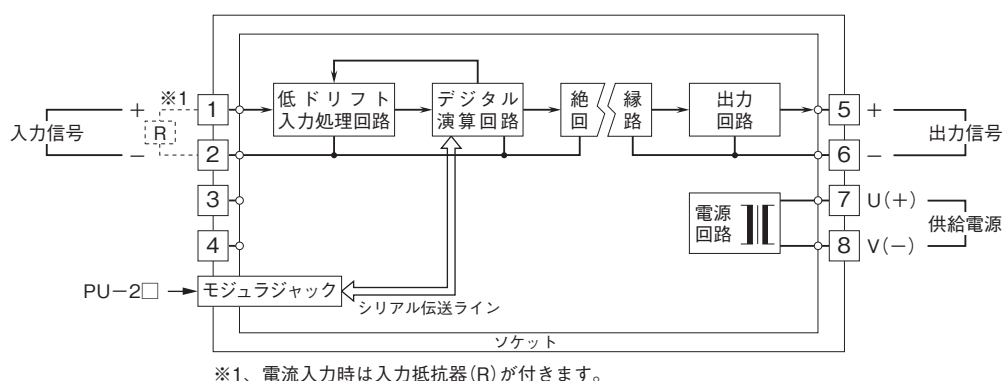 ※1
+
入力信号
R
−
1
2
3
4
低ドリフト
入力処理回路
デジタル
演算回路
絶 縁
回 路
出力
回路
5 +
出力信号
6 −
電源
回路
7 U(+)
供給電源
8 V(−)
PU−2□
モジュラジャック
シリアル伝送ライン
ソケット
※1、電流入力時は入力抵抗器(R)が付きます。